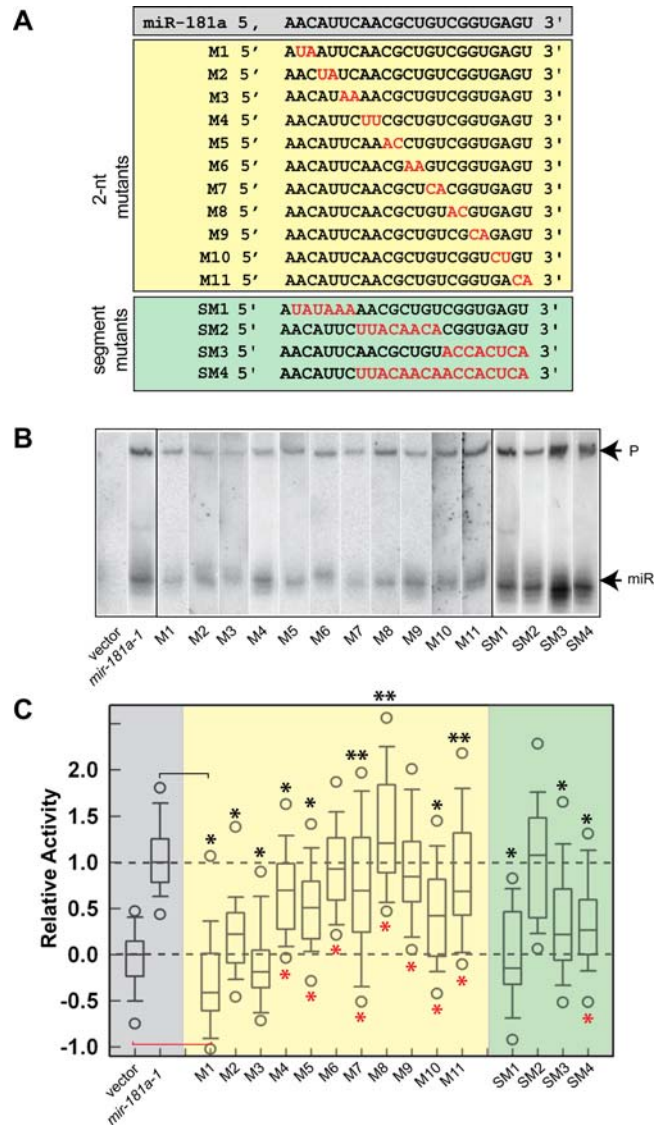 A
miR-181a 5, AACAUUCAACGCUGUCGGUGAGU 3'
2-nt mutants
M1 5' AUAAUUCAACGCUGUCGGUGAGU 3'
M2 5' AACUAUCAACGCUGUCGGUGAGU 3'
M3 5' AACAUAAAACGCUGUCGGUGAGU 3'
M4 5' AACAUUCUUCGCUGUCGGUGAGU 3'
M5 5' AACAUUCAAACCUGUCGGUGAGU 3'
M6 5' AACAUUCAACGAAGUCGGUGAGU 3'
M7 5' AACAUUCAACGCUCACGGUGAGU 3'
M8 5' AACAUUCAACGCUGUACGUGAGU 3'
M9 5' AACAUUCAACGCUGUCGCAGAGU 3'
M10 5' AACAUUCAACGCUGUCGGUCUGU 3'
M11 5' AACAUUCAACGCUGUCGGUGACA 3'
segment mutants
SM1 5' AUAUAAAAACGCUGUCGGUGAGU 3'
SM2 5' AACAUUCUUACAACACGGUGAGU 3'
SM3 5' AACAUUCAACGCUGUACCACUCA 3'
SM4 5' AACAUUCUUACAACAACCACUCA 3'
B
P
miR
vector mir-181a-1 M1 M2 M3 M4 M5 M6 M7 M8 M9 M10 M11 SM1 SM2 SM3 SM4
C
Relative Activity
2.0
1.5
1.0
0.5
0.0
-0.5
-1.0
** 
* * * * * ** * ** * *
* * * * * * * *
vector mir-181a-1 M1 M2 M3 M4 M5 M6 M7 M8 M9 M10 M11 SM1 SM2 SM3 SM4